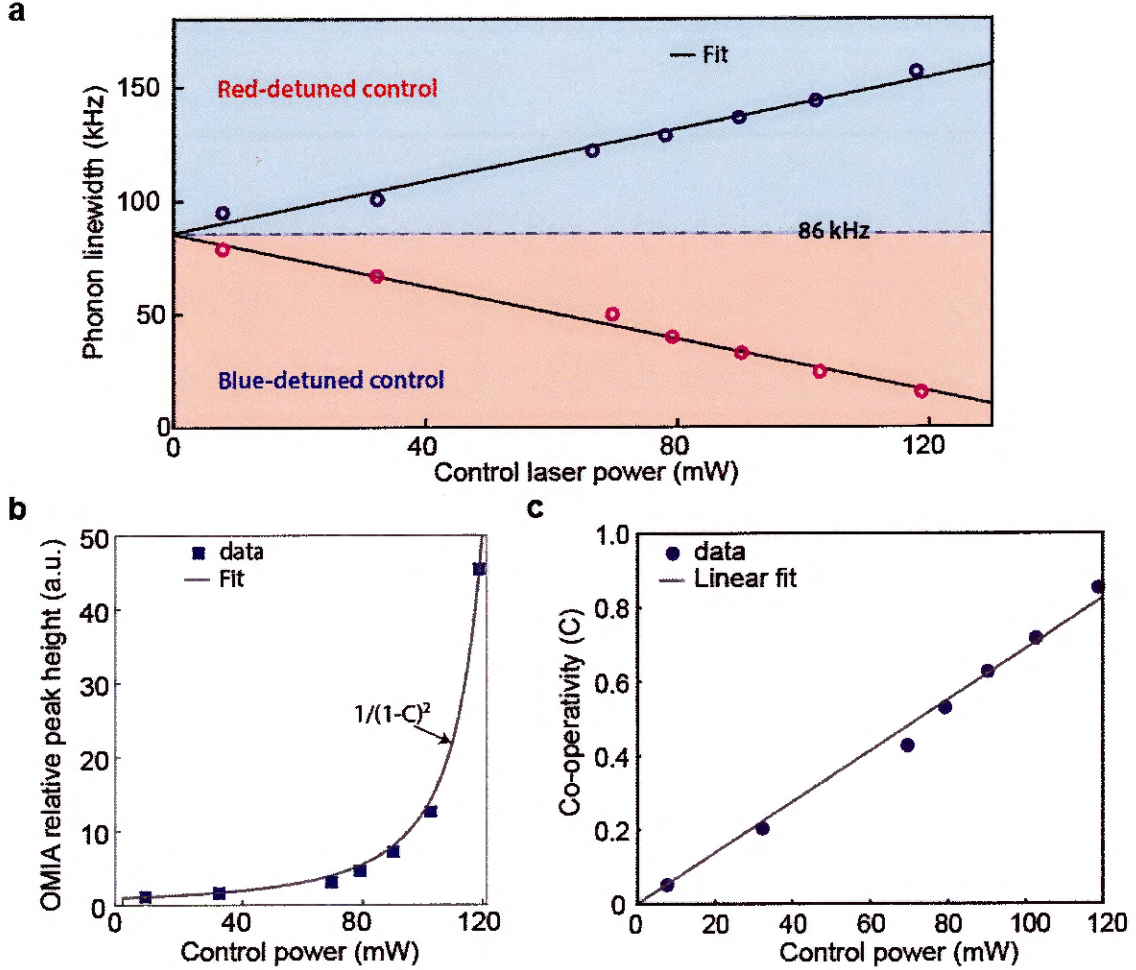 a
Phonon linewidth (kHz)
150
100
50
0
Red-detuned control
Fit
86 kHz
Blue-detuned control
0 40 80 120
Control laser power (mW)
b
OMIA relative peak height (a.u.)
50
40
30
20
10
0
data
Fit
1/(1-C)²
0 40 80 120
Control power (mW)
c
Co-operativity (C)
1.0
0.8
0.6
0.4
0.2
0
data
Linear fit
0 20 40 60 80 100 120
Control power (mW)